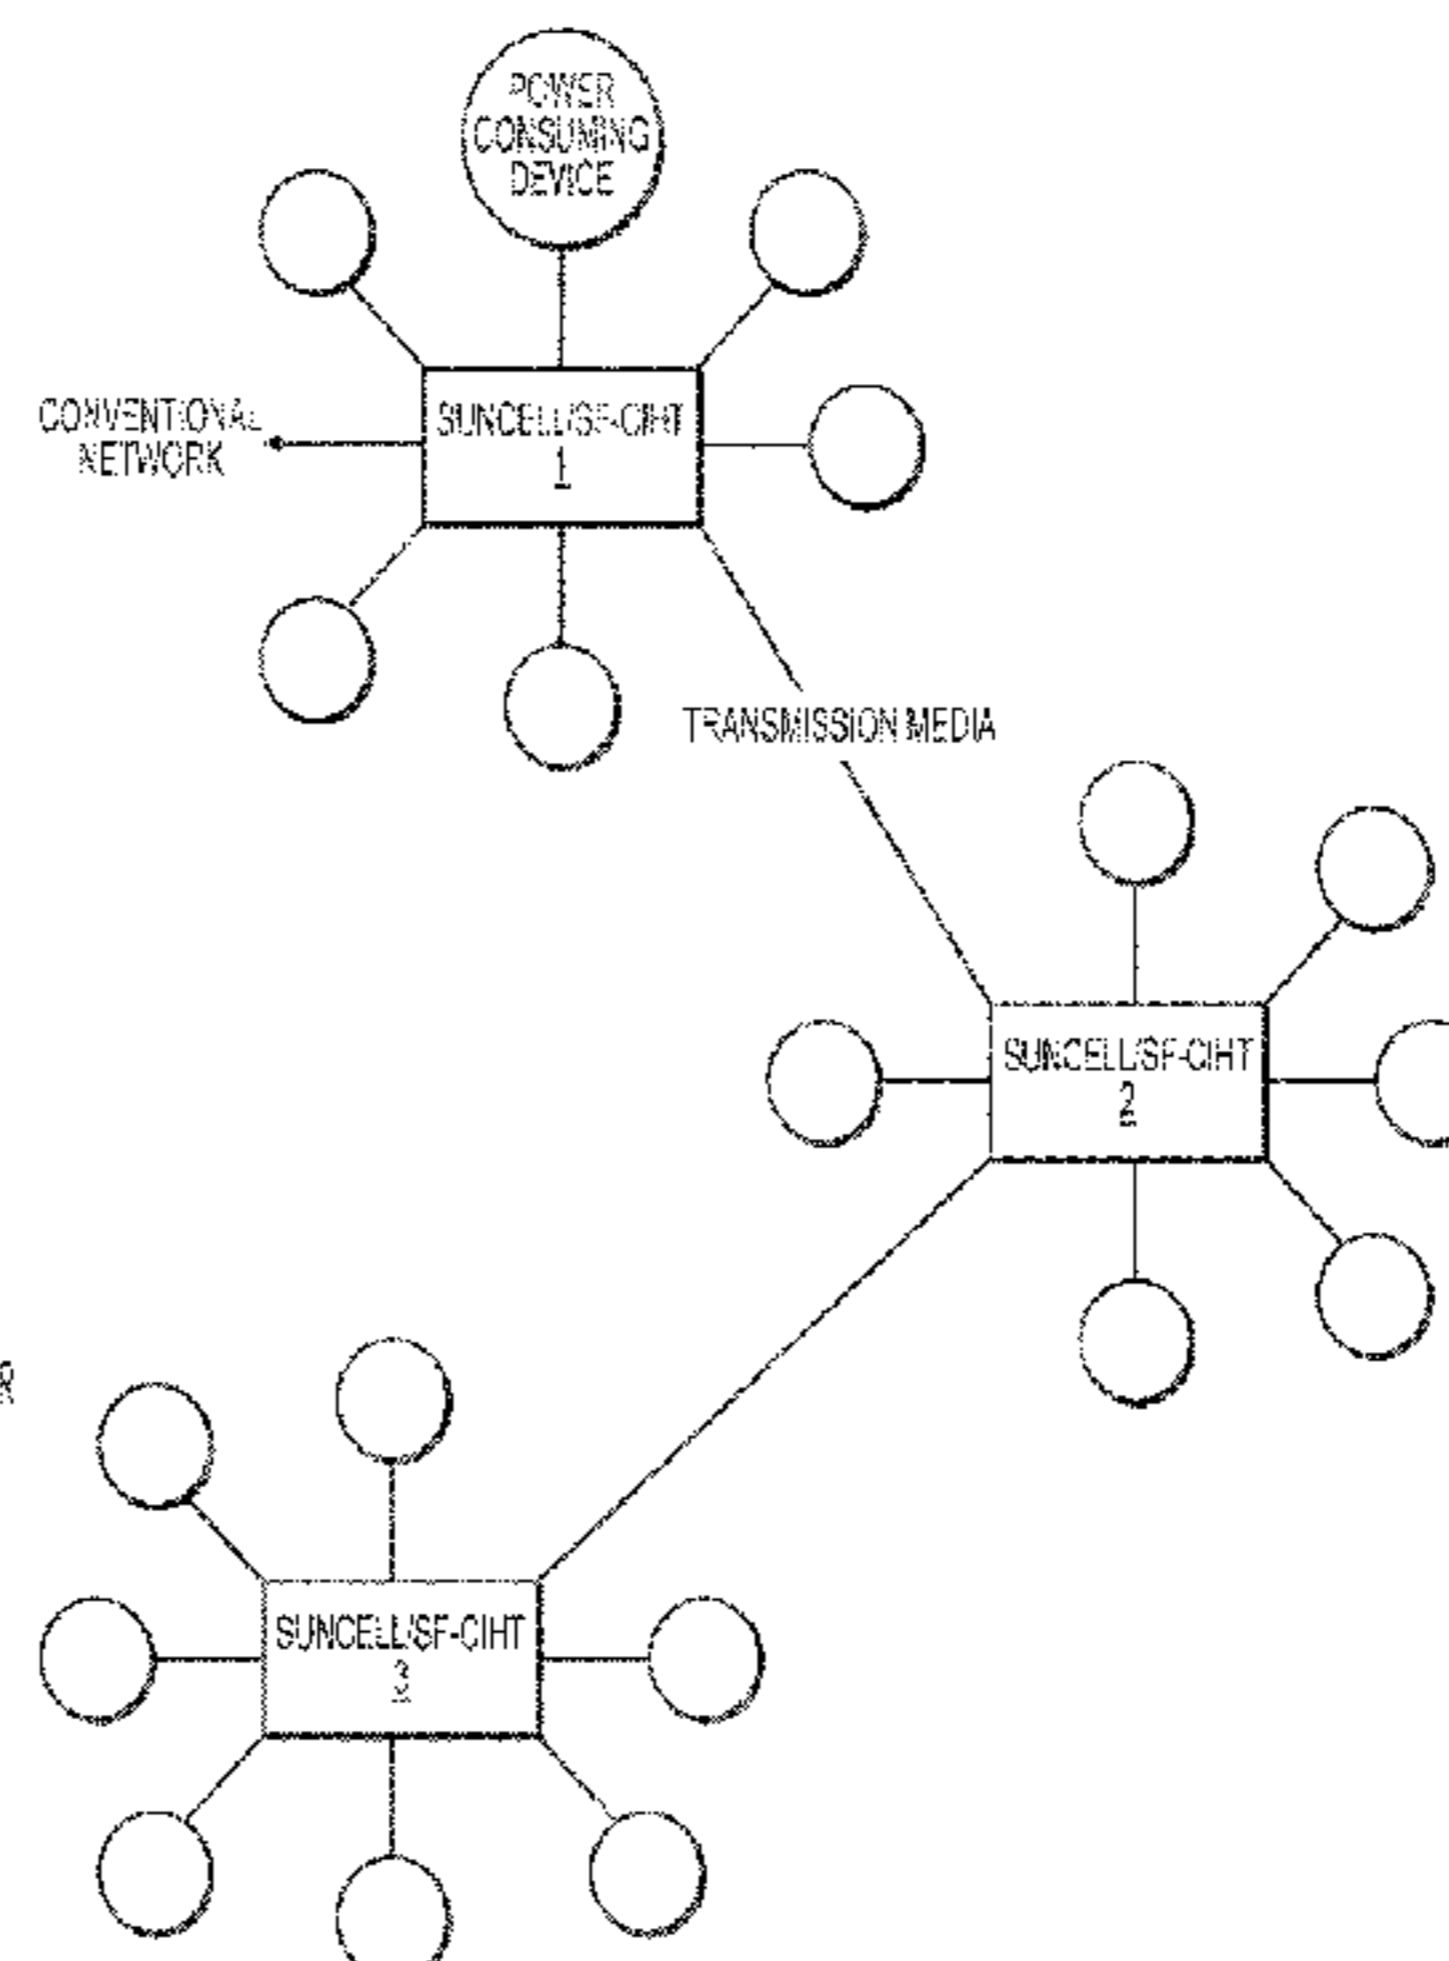 POWER
CONSUMING
DEVICE
CONVENTIONAL
NETWORK
SUNCELL/SF-CIHT
1
TRANSMISSION MEDIA
SUNCELL/SF-CIHT
2
SUNCELL/SF-CIHT
3